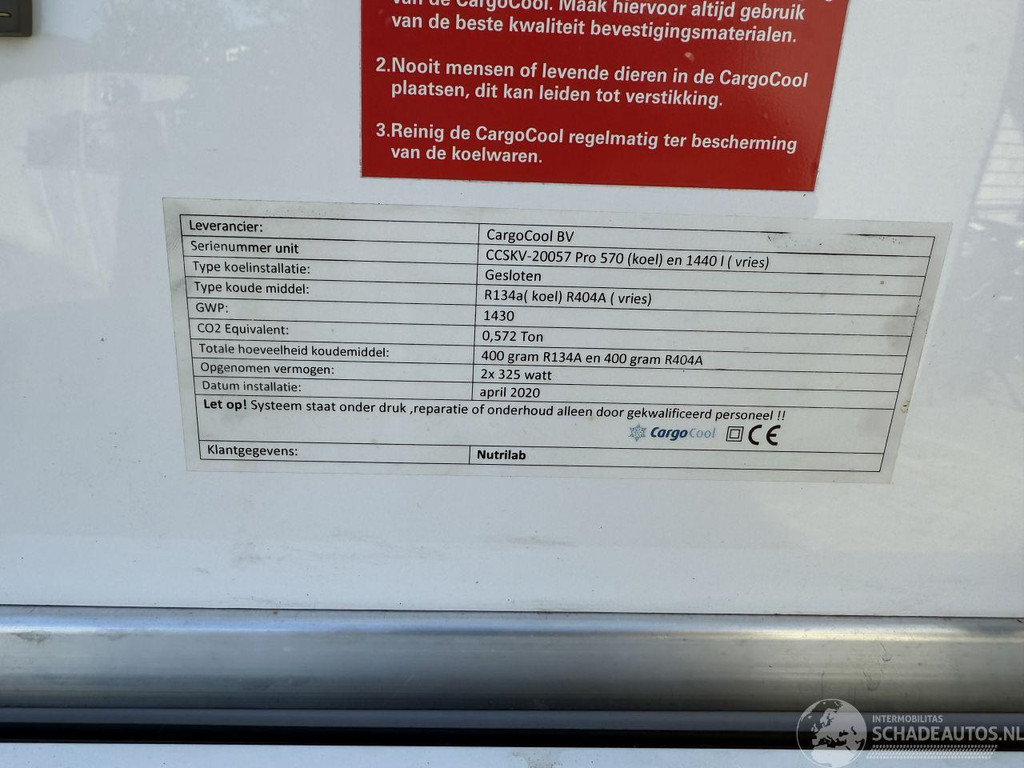 van de CargoCool. Maak hiervoor altijd gebruik
van de beste kwaliteit bevestigingsmaterialen.
2.Nooit mensen of levende dieren in de CargoCool
plaatsen, dit kan leiden tot verstikking.
3.Reinig de CargoCool regelmatig ter bescherming
van de koelwaren.
Leverancier: CargoCool BV
Serienummer unit CCSKV-20057 Pro 570 (koel) en 1440 l ( vries)
Type koelinstallatie: Gesloten
Type koude middel: R134a( koel) R404A ( vries)
GWP: 1430
CO2 Equivalent: 0,572 Ton
Totale hoeveelheid koudemiddel: 400 gram R134A en 400 gram R404A
Opgenomen vermogen: 2x 325 watt
Datum installatie: april 2020
Let op! Systeem staat onder druk ,reparatie of onderhoud alleen door gekwalificeerd personeel !!
CargoCool CE
Klantgegevens: Nutrilab
INTERMOBILITAS
SCHADEAUTOS.NL